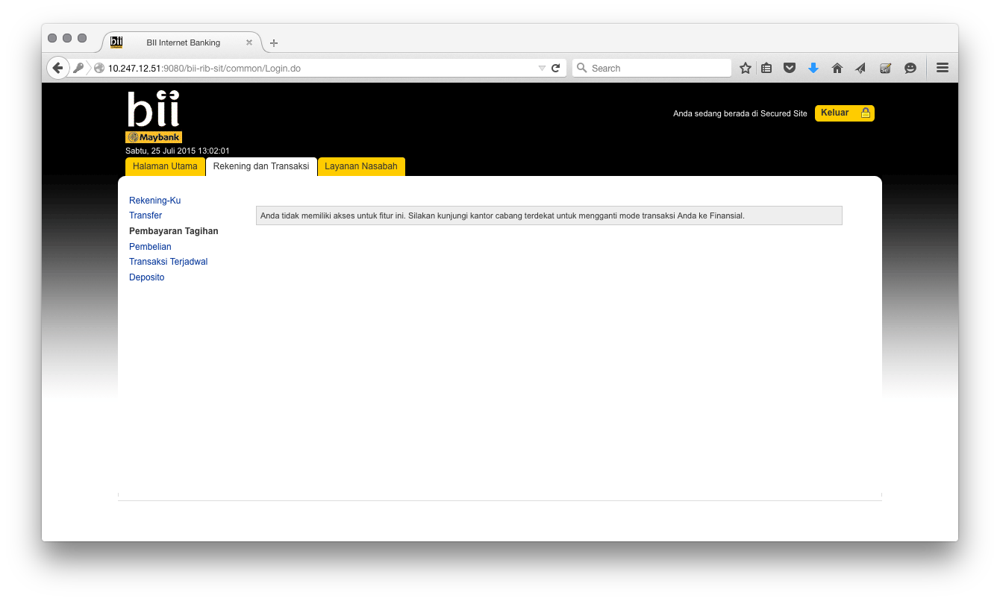 BII Internet Banking
10.247.12.51:9080/bii-rib-sit/common/Login.do
Search
bii
Maybank
Anda sedang berada di Secured Site
Keluar
Sabtu, 25 Juli 2015 13:02:01
Halaman Utama
Rekening dan Transaksi
Layanan Nasabah
Rekening-Ku
Transfer
Pembayaran Tagihan
Pembelian
Transaksi Terjadwal
Deposito
Anda tidak memiliki akses untuk fitur ini. Silakan kunjungi kantor cabang terdekat untuk mengganti mode transaksi Anda ke Finansial.